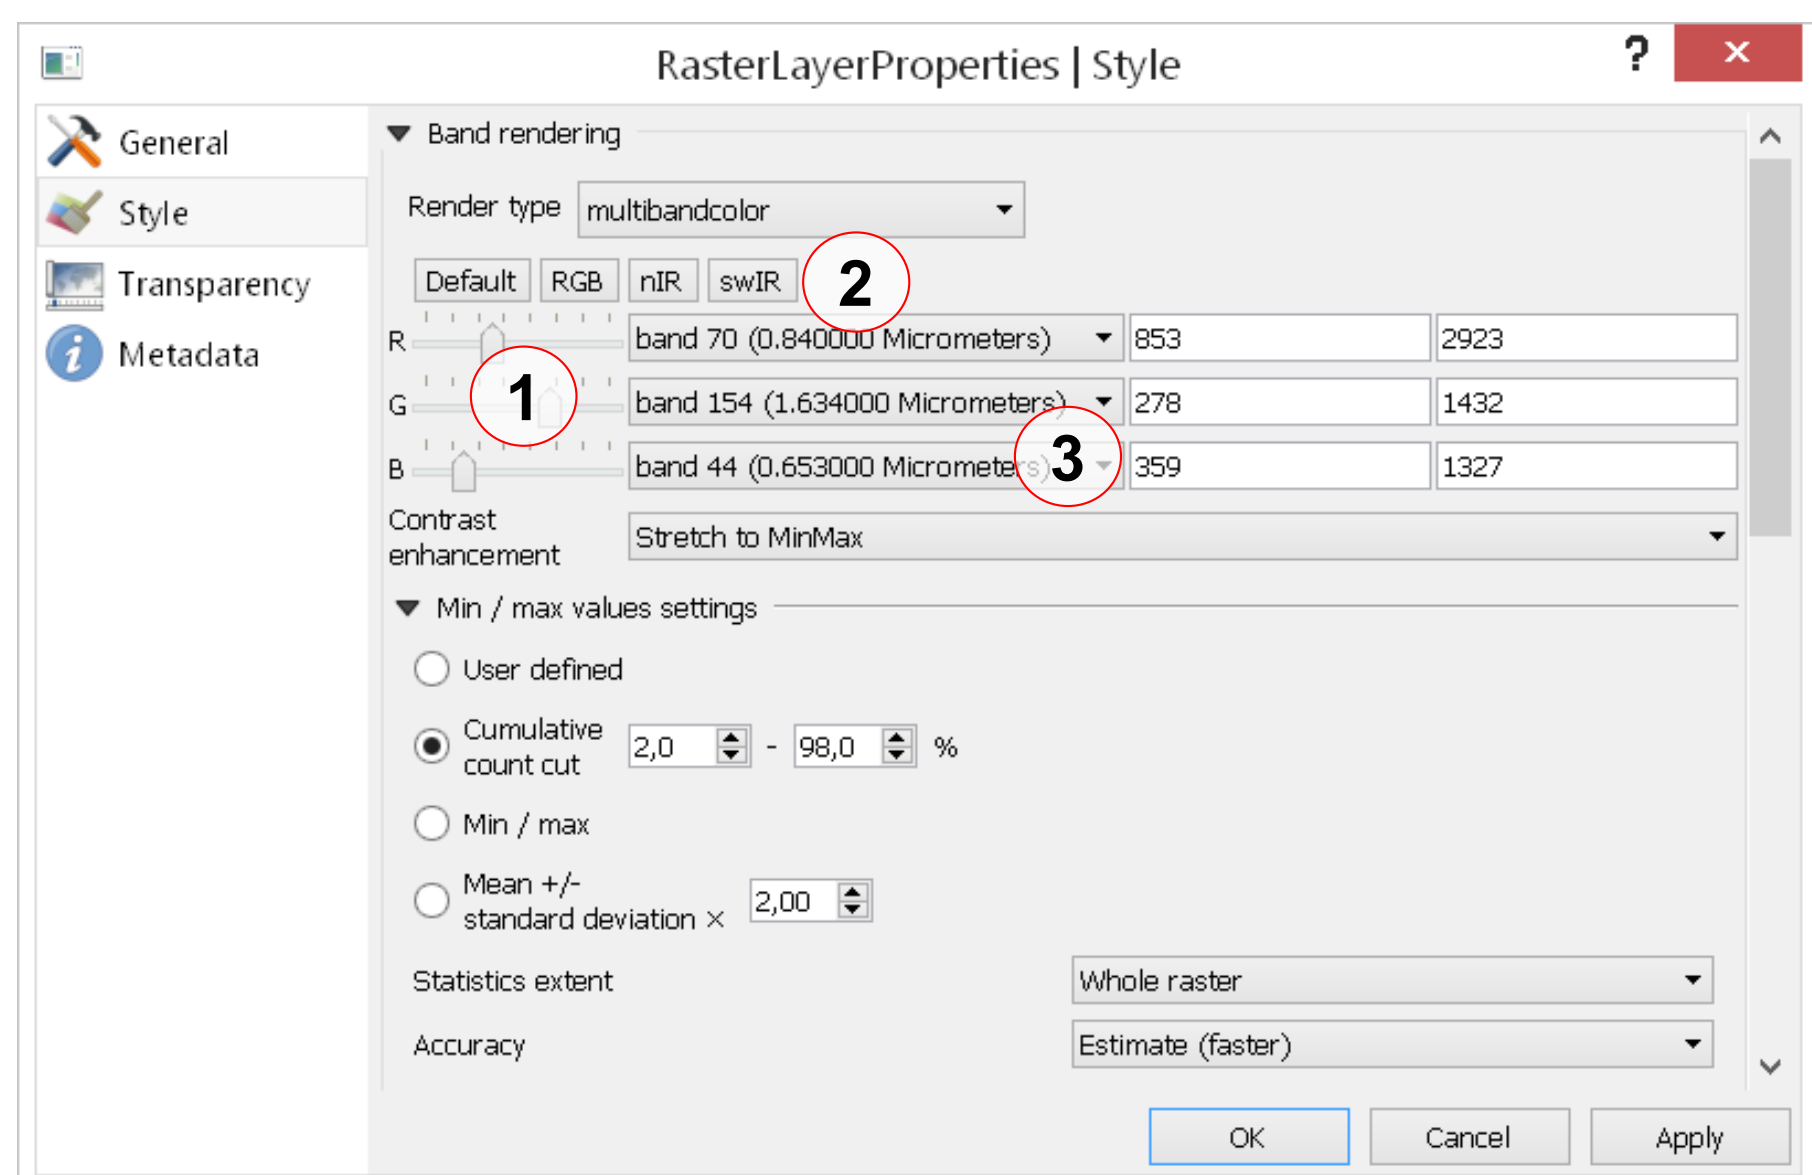 RasterLayerProperties | Style
?
General
Style
Transparency
Metadata
Band rendering
Render type multibandcolor
Default RGB nIR swIR 2
R band 70 (0.840000 Micrometers) 853 2923
1
G band 154 (1.634000 Micrometers) 278 1432
B band 44 (0.653000 Micrometers) 3 359 1327
Contrast
enhancement
Stretch to MinMax
Min / max values settings
User defined
Cumulative
count cut
2,0 - 98,0 %
Min / max
Mean +/-
standard deviation ×
2,00
Statistics extent Whole raster
Accuracy Estimate (faster)
OK Cancel Apply